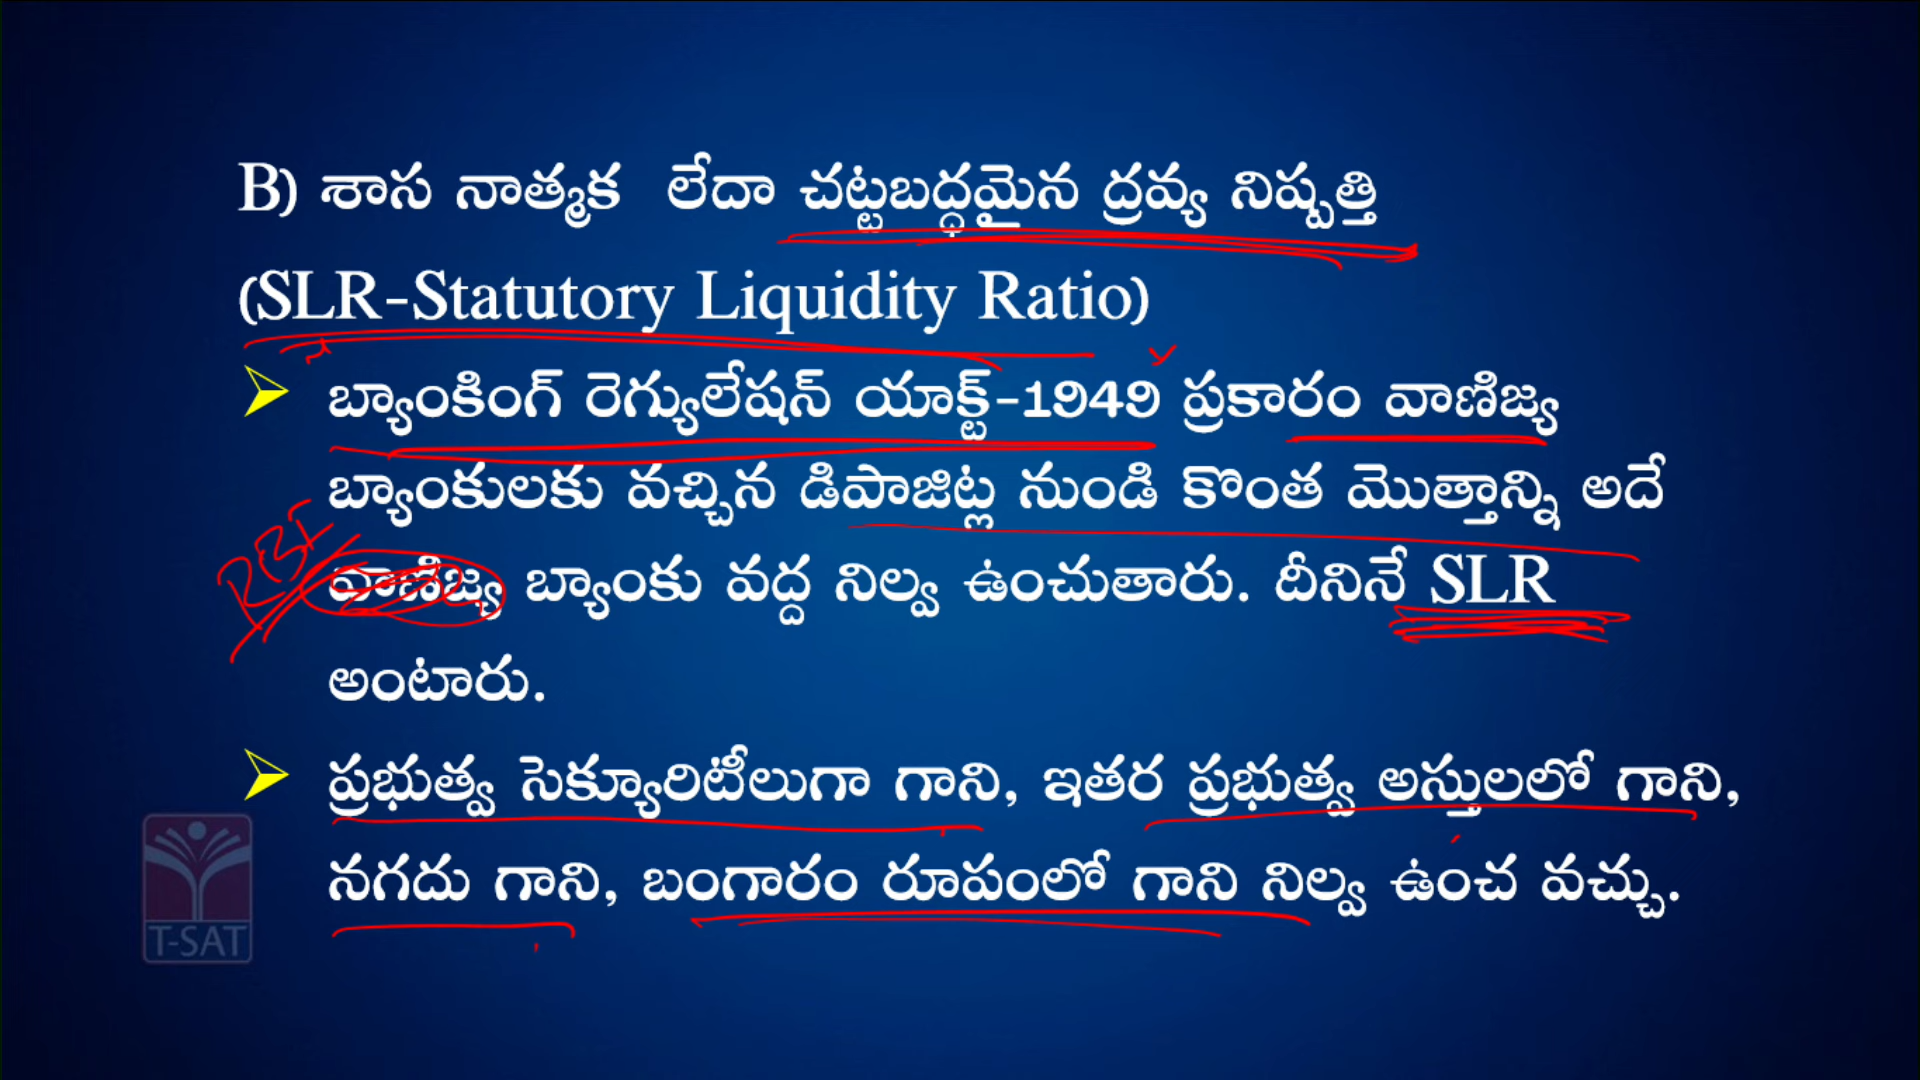 B) శాస నాత్మక లేదా చట్టబద్ధమైన ద్రవ్య నిష్పత్తి
(SLR-Statutory Liquidity Ratio)
బ్యాంకింగ్ రెగ్యులేషన్ యాక్ట్-1949 ప్రకారం వాణిజ్య
బ్యాంకులకు వచ్చిన డిపాజిట్ల నుండి కొంత మొత్తాన్ని అదే
RBI వాణిజ్య బ్యాంకు వద్ద నిల్వ ఉంచుతారు. దీనినే SLR
అంటారు.
ప్రభుత్వ సెక్యూరిటీలుగా గాని, ఇతర ప్రభుత్వ అస్తులలో గాని,
నగదు గాని, బంగారం రూపంలో గాని నిల్వ ఉంచ వచ్చు.
T-SAT